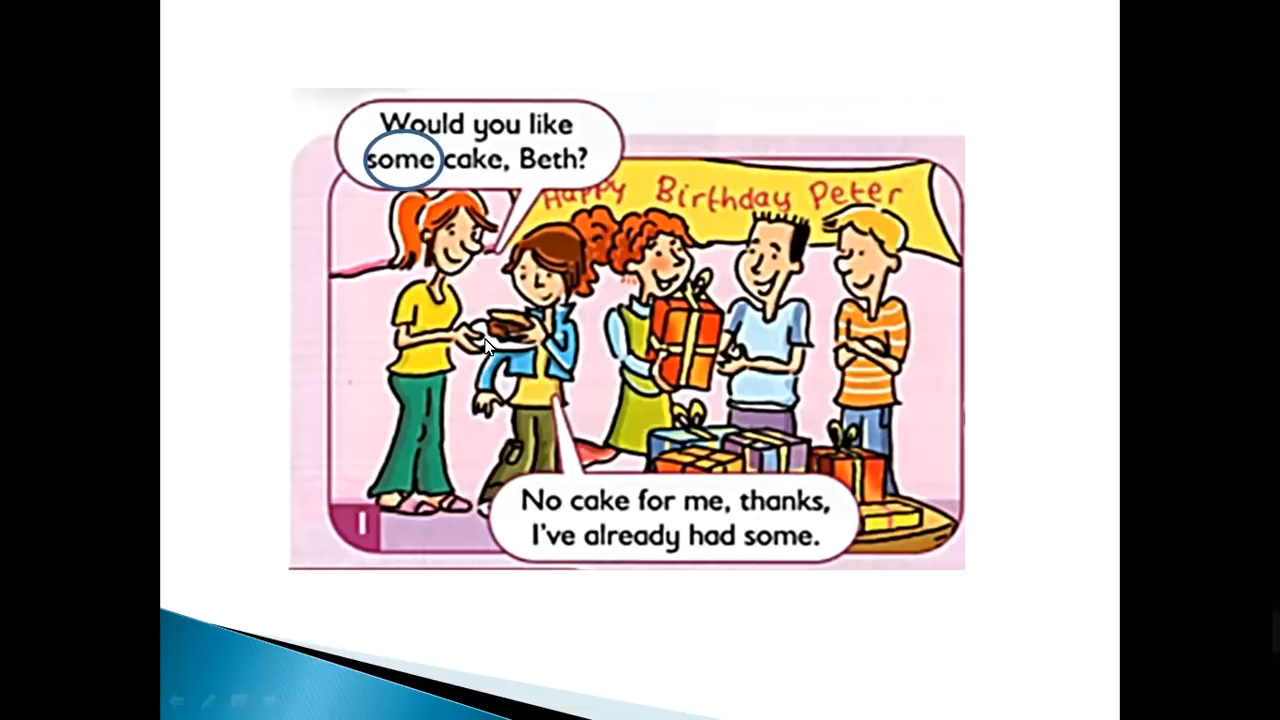 Would you like
some cake, Beth?
Happy Birthday Peter
No cake for me, thanks,
I've already had some.
1